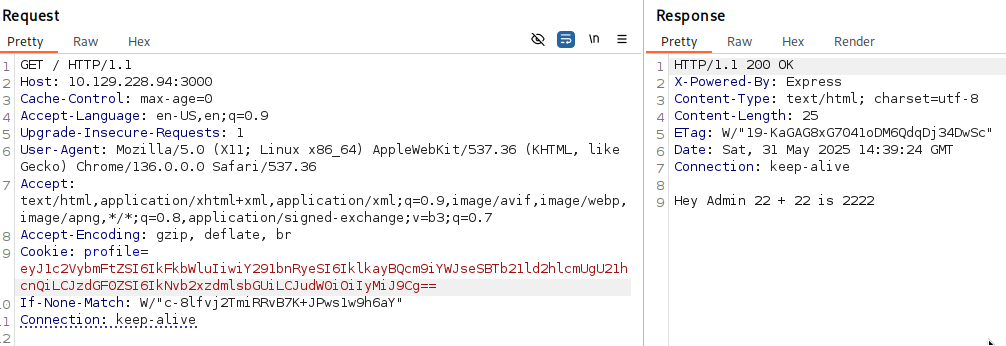 Request
Pretty Raw Hex
\n
1 GET / HTTP/1.1
2 Host: 10.129.228.94:3000
3 Cache-Control: max-age=0
4 Accept-Language: en-US,en;q=0.9
5 Upgrade-Insecure-Requests: 1
6 User-Agent: Mozilla/5.0 (X11; Linux x86_64) AppleWebKit/537.36 (KHTML, like
Gecko) Chrome/136.0.0.0 Safari/537.36
7 Accept:
text/html,application/xhtml+xml,application/xml;q=0.9,image/avif,image/webp,
image/apng,*/*;q=0.8,application/signed-exchange;v=b3;q=0.7
8 Accept-Encoding: gzip, deflate, br
9 Cookie: profile=
eyJ1c2VybmFtZSI6IkFkbWluIiwiY291bnRyeSI6IklkayBQcm9iYWJseSBTb21ld2hlcmUgU21h
cnQiLCJzdGF0ZSI6IkNvb2xzdmlsbGUiLCJudW0iOiIyMiJ9Cg==
10 If-None-Match: W/"c-8lfvj2TmiRRvB7K+JPws1w9h6aY"
11 Connection: keep-alive
12
Response
Pretty Raw Hex Render
1 HTTP/1.1 200 OK
2 X-Powered-By: Express
3 Content-Type: text/html; charset=utf-8
4 Content-Length: 25
5 ETag: W/"19-KaGAG8xG7041oDM6QdqDj34DwSc"
6 Date: Sat, 31 May 2025 14:39:24 GMT
7 Connection: keep-alive
8
9 Hey Admin 22 + 22 is 2222